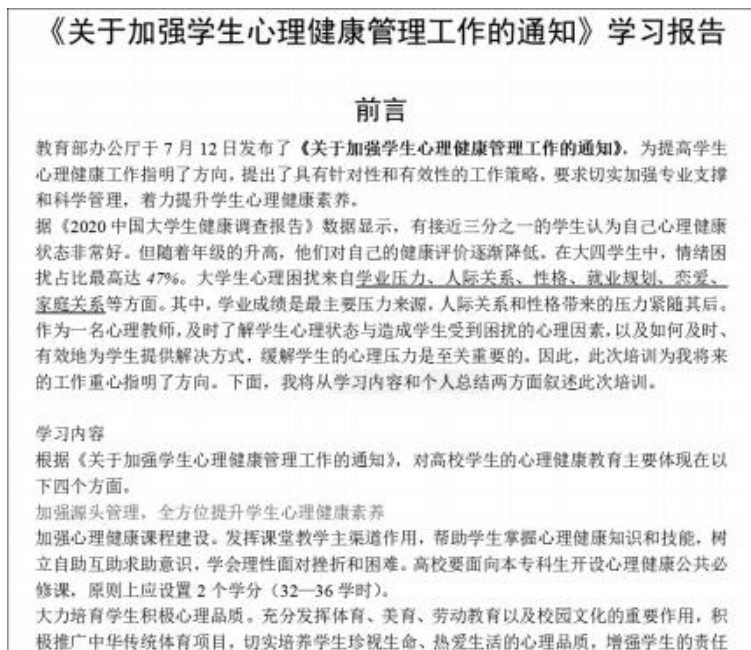 《关于加强学生心理健康管理工作的通知》学习报告
前言
教育部办公厅于 7 月 12 日发布了《关于加强学生心理健康管理工作的通知》，为提高学生
心理健康工作指明了方向，提出了具有针对性和有效性的工作策略，要求切实加强专业支撑
和科学管理，着力提升学生心理健康素养。
据《2020 中国大学生健康调查报告》数据显示，有接近三分之一的学生认为自己心理健康
状态非常好。但随着年级的升高，他们对自己的健康评价逐渐降低。在大四学生中，情绪困
扰占比最高达 47%。大学生心理困扰来自学业压力、人际关系、性格、就业规划、恋爱、
家庭关系等方面。其中，学业成绩是最主要压力来源，人际关系和性格带来的压力紧随其后。
作为一名心理教师，及时了解学生心理状态与造成学生受到困扰的心理因素，以及如何及时、
有效地为学生提供解决方式，缓解学生的心理压力是至关重要的。因此，此次培训为我将来
的工作重心指明了方向。下面，我将从学习内容和个人总结两方面叙述此次培训。
学习内容
根据《关于加强学生心理健康管理工作的通知》，对高校学生的心理健康教育主要体现在以
下四个方面。
加强源头管理，全方位提升学生心理健康素养
加强心理健康课程建设。发挥课堂教学主渠道作用，帮助学生掌握心理健康知识和技能，树
立自助互助求助意识，学会理性面对挫折和困难。高校要面向本专科生开设心理健康公共必
修课，原则上应设置 2 个学分（32—36 学时）。
大力培育学生积极心理品质。充分发挥体育、美育、劳动教育以及校园文化的重要作用，积
极推广中华传统体育项目，切实培养学生珍视生命、热爱生活的心理品质，增强学生的责任